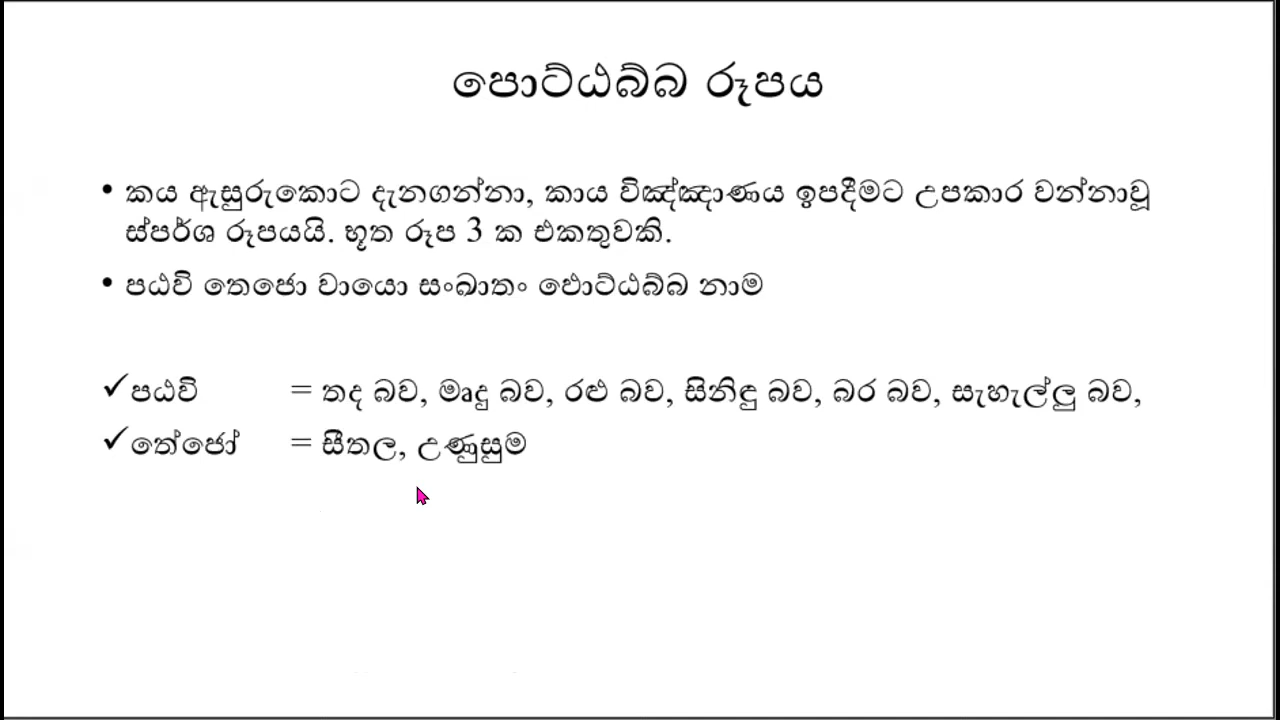 පොට්ඨබ්බ රූපය
• කය ඇසුරුකොට දැනගන්නා, කාය විඤ්ඤාණය ඉපදීමට උපකාර වන්නාවූ
ස්පර්ශ රූපයයි. භූත රූප 3 ක එකතුවකි.
• පඨවි තෙජො වායො සංඛාතං ඵොට්ඨබ්බ නාම
✓පඨවි = තද බව, මෘදු බව, රළු බව, සිනිඳු බව, බර බව, සැහැල්ලු බව,
✓තේජෝ = සීතල, උණුසුම